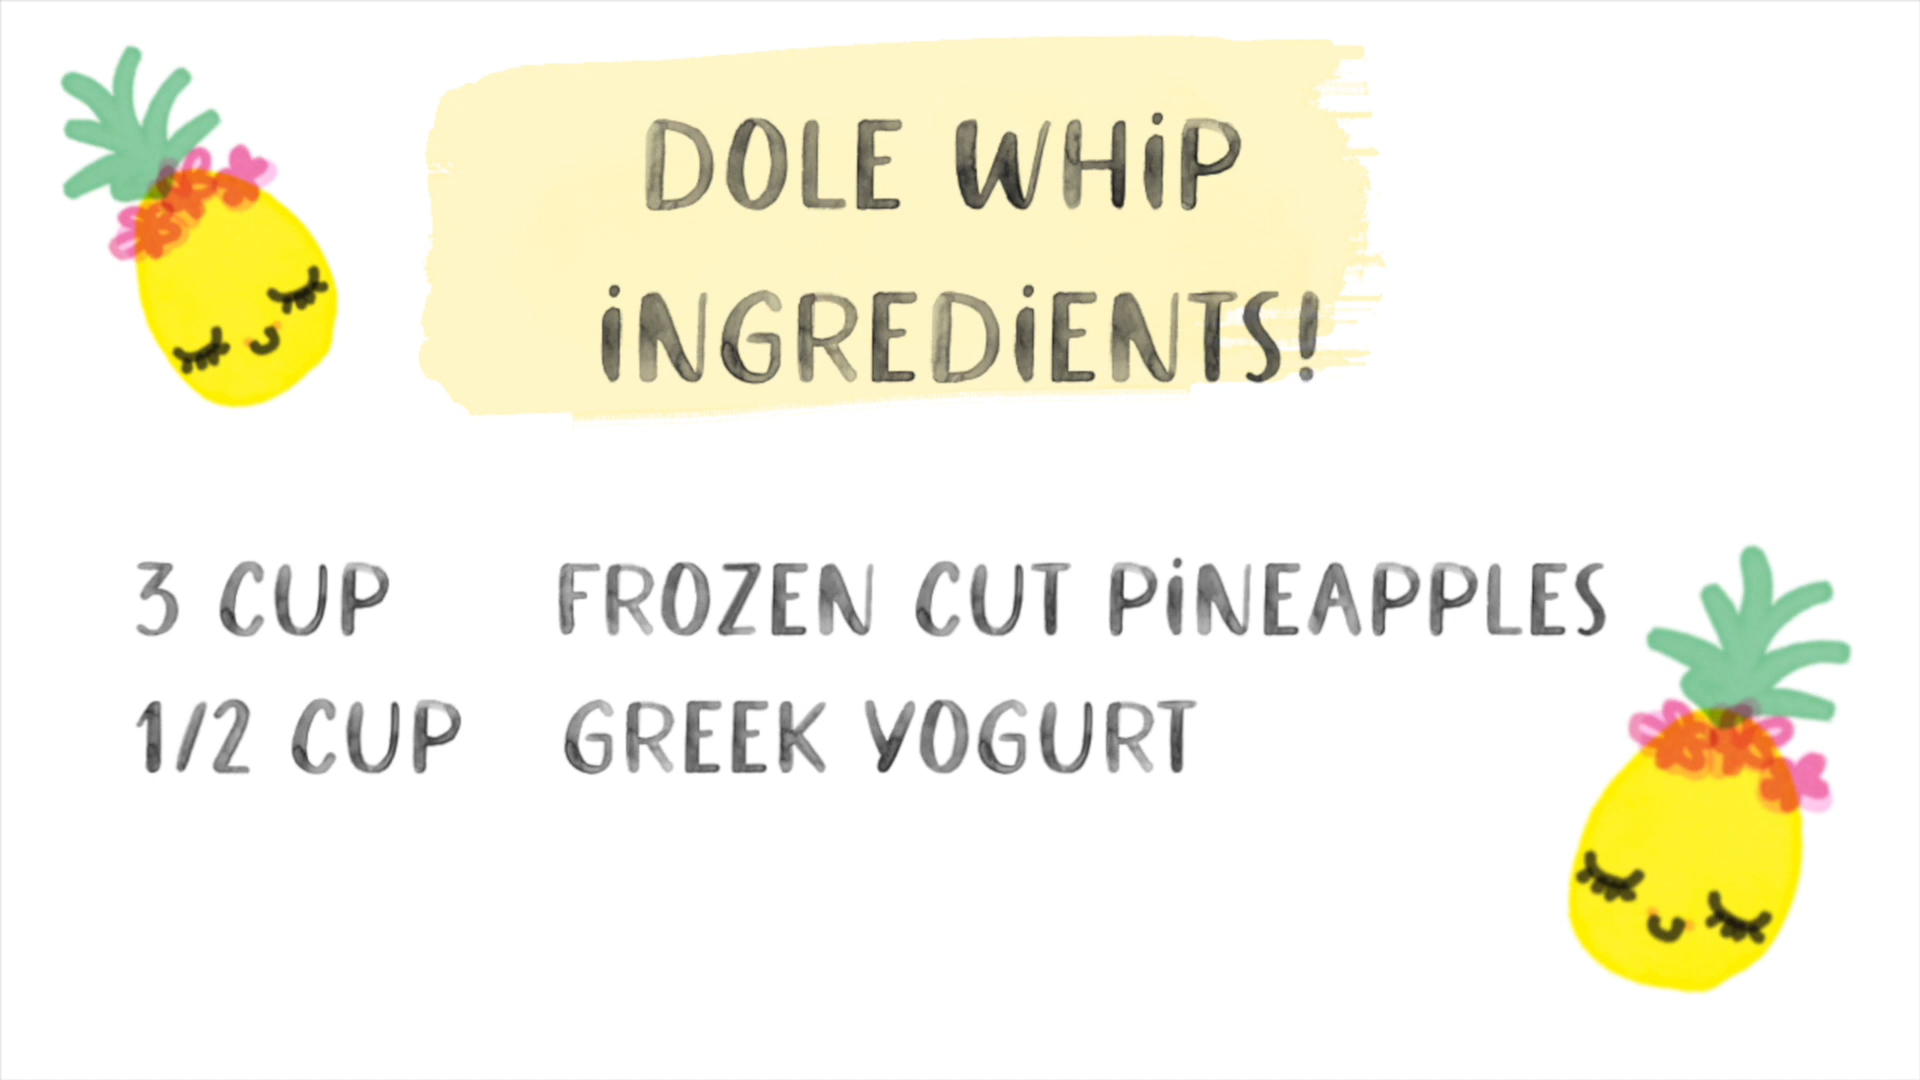 DOLE WHiP
iNGREDiENTS!
3 CUP FROZEN CUT PiNEAPPLES
1/2 CUP GREEK YOGURT